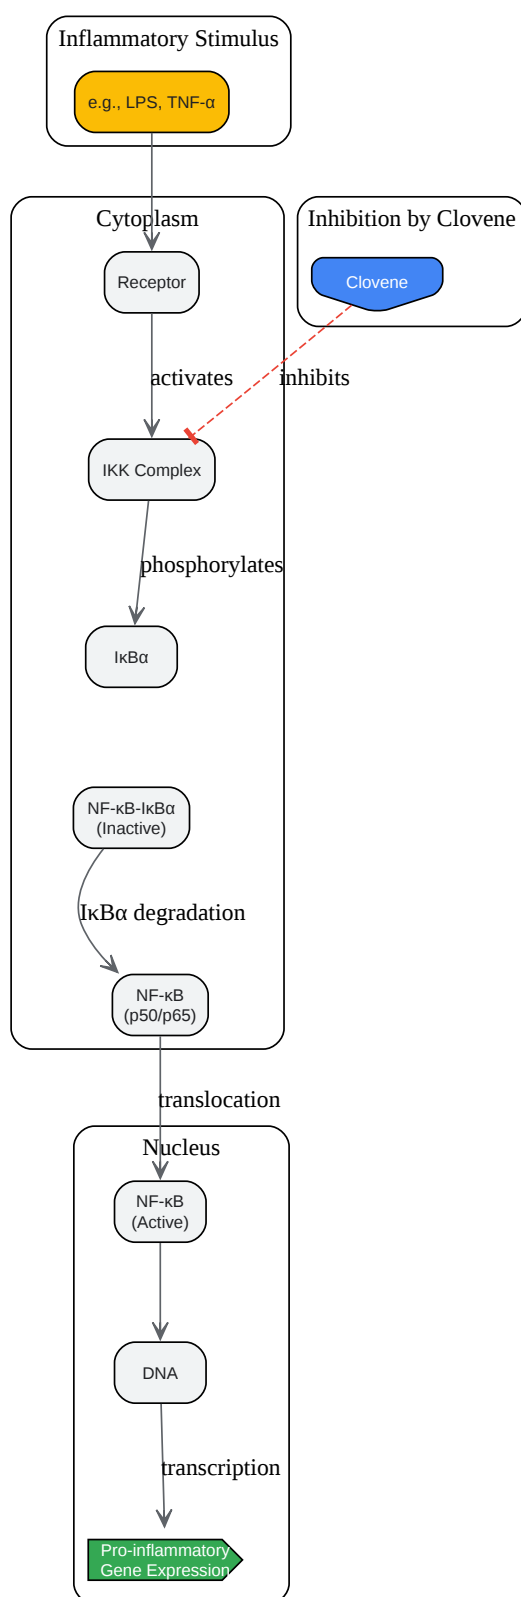 Inflammatory Stimulus
e.g., LPS, TNF-α
Cytoplasm
Inhibition by Clovene
Receptor
Clovene
activates
inhibits
IKK Complex
phosphorylates
IκBα
NF-κB-IκBα
(Inactive)
IκBα degradation
NF-κB
(p50/p65)
translocation
Nucleus
NF-κB
(Active)
DNA
transcription
Pro-inflammatory
Gene Expression